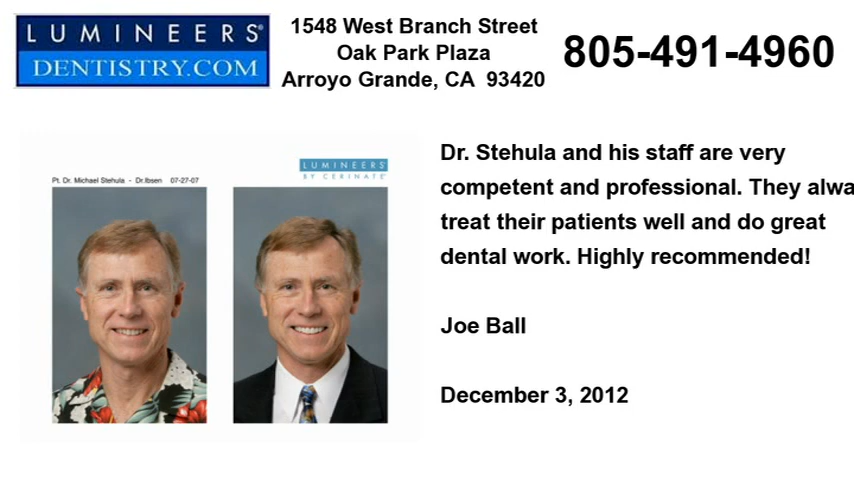 LUMINEERS®
DENTISTRY.COM
1548 West Branch Street
Oak Park Plaza
Arroyo Grande, CA 93420
805-491-4960
LUMINEERS®
BY CERINATE®
Pt. Dr. Michael Stehula - Dr.Ibsen 07-27-07
Dr. Stehula and his staff are very
competent and professional. They alwa
treat their patients well and do great
dental work. Highly recommended!
Joe Ball
December 3, 2012